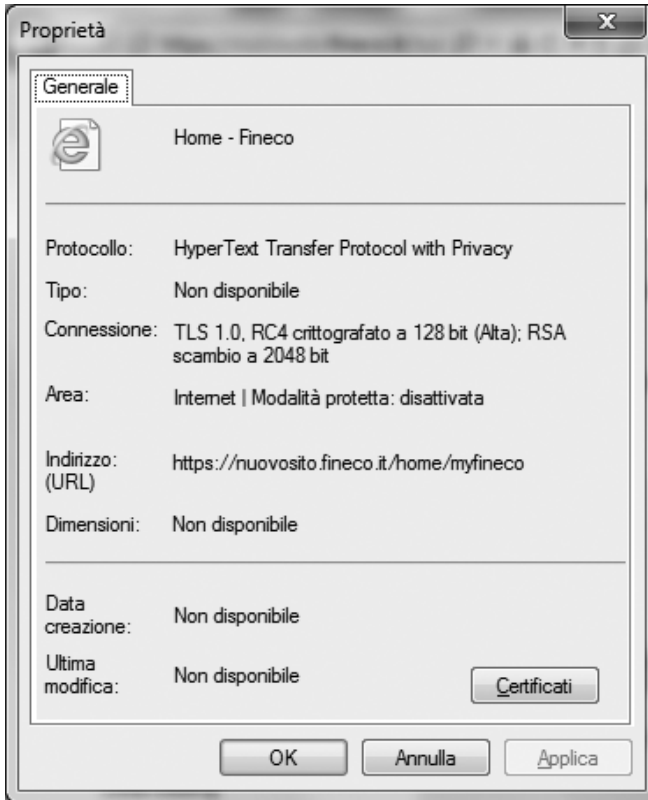 Proprietà
Generale
Home - Fineco
Protocollo: HyperText Transfer Protocol with Privacy
Tipo: Non disponibile
Connessione: TLS 1.0, RC4 crittografato a 128 bit (Alta); RSA
scambio a 2048 bit
Area: Internet | Modalità protetta: disattivata
Indirizzo: https://nuovosito.fineco.it/home/myfineco
(URL)
Dimensioni: Non disponibile
Data
creazione: Non disponibile
Ultima
modifica: Non disponibile
Certificati
OK Annulla Applica